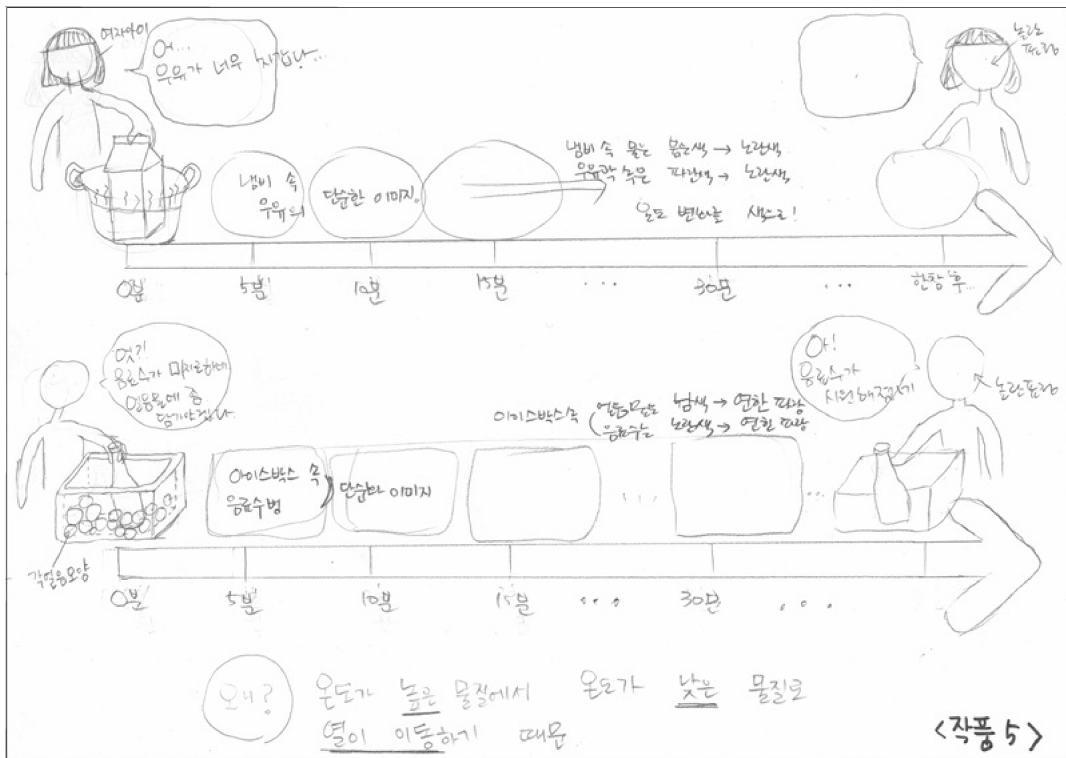 여자아이
어...
우유가 너무 차갑다...
놀란
표정
냄비 속
우유의
단순한 이미지.
냄비 속 물은 붉은색 → 노란색
우유곽 속은 파란색 → 노란색
온도 변화를 색으로!
0분
5분
10분
15분
...
30분
...
한참 후...
엇?!
음료수가 미지근하네
얼음물에 좀
담가야겠다.
아!
음료수가
시원해졌네
놀란표정
아이스박스 속 얼음물은 남색 → 연한 파랑
음료수는 노란색 → 연한 파랑
아이스박스 속
음료수병
단순한 이미지
...
...
각얼음모양
0분
5분
10분
15분
...
30분
...
왜?
온도가 높은 물질에서 온도가 낮은 물질로
열이 이동하기 때문
<작품 5>